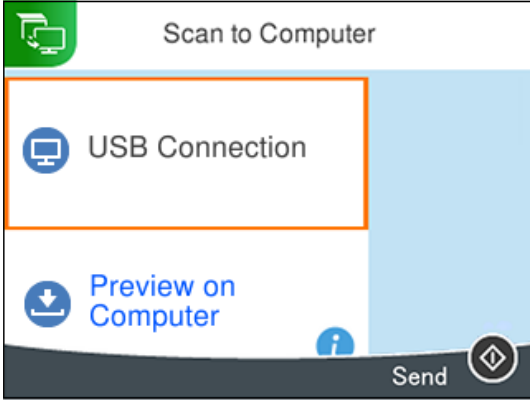 Scan to Computer
USB Connection
Preview on
Computer
i
Send